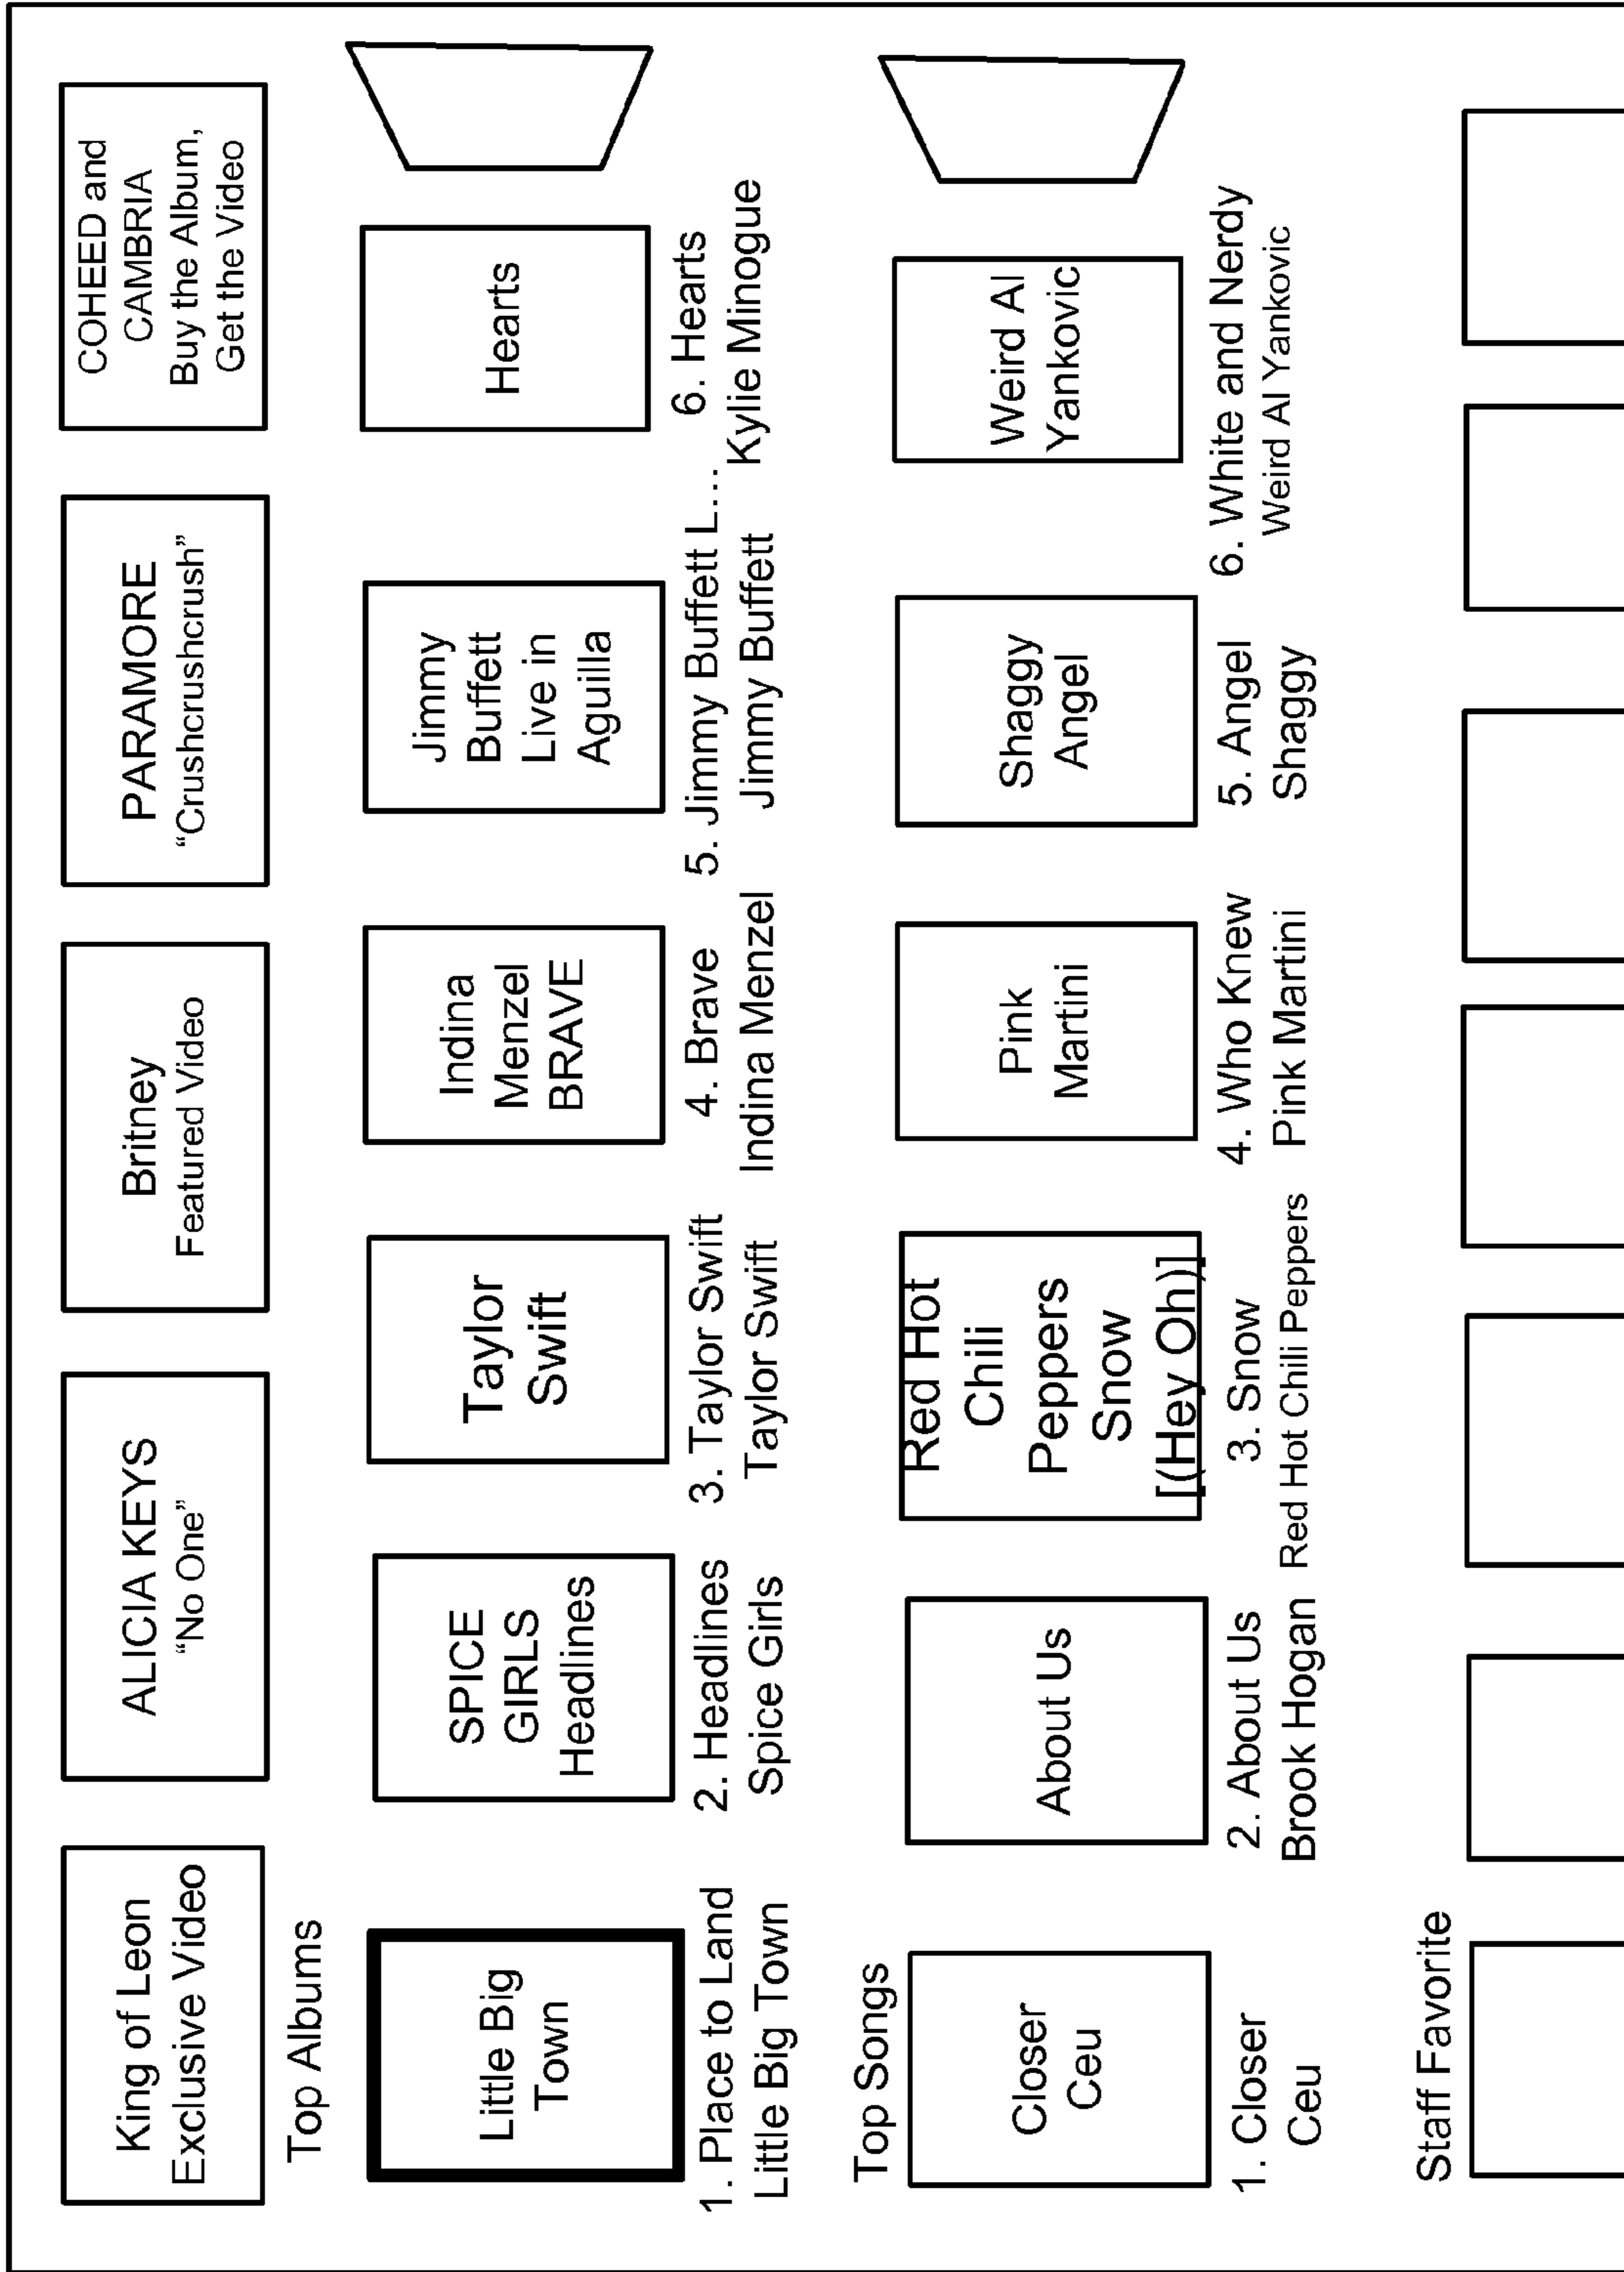 King of Leon
Exclusive Video
ALICIA KEYS
“No One”
Britney
Featured Video
PARAMORE
“Crushcrushcrush”
COHEED and
CAMBRIA
Buy the Album,
Get the Video
Top Albums
Little Big
Town
1. Place to Land
Little Big Town
SPICE
GIRLS
Headlines
2. Headlines
Spice Girls
Taylor
Swift
3. Taylor Swift
Taylor Swift
Indina
Menzel
BRAVE
4. Brave
Indina Menzel
Jimmy
Buffett
Live in
Aguilla
5. Jimmy Buffett L...
Jimmy Buffett
Hearts
6. Hearts
Kylie Minogue
Top Songs
Closer
Ceu
1. Closer
Ceu
About Us
2. About Us
Brook Hogan
Red Hot
Chili
Peppers
Snow
[(Hey Oh)]
3. Snow
Red Hot Chili Peppers
Pink
Martini
4. Who Knew
Pink Martini
Shaggy
Angel
5. Angel
Shaggy
Weird Al
Yankovic
6. White and Nerdy
Weird Al Yankovic
Staff Favorite